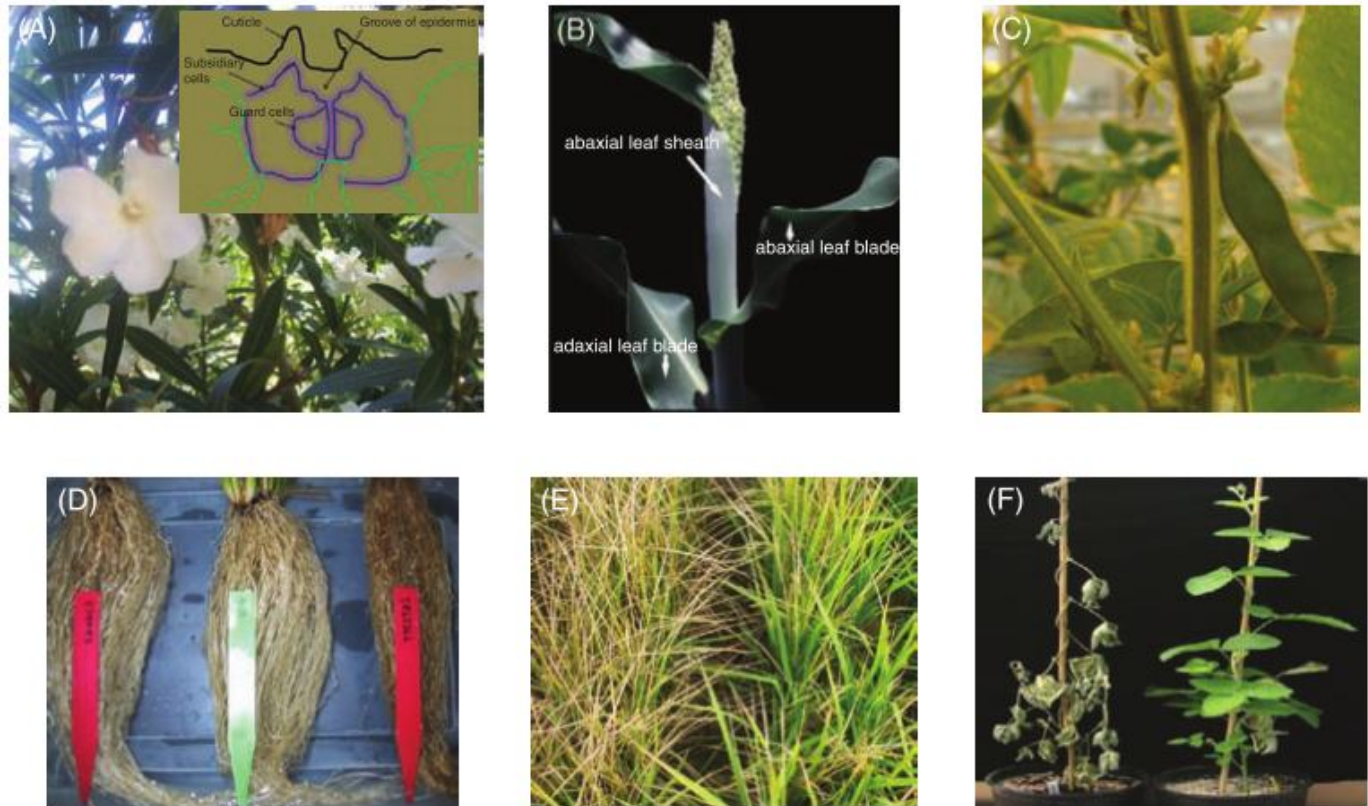 (A)
Cuticle
Groove of epidermis
Subsidiary
cells
Guard cells
(B)
abaxial leaf sheath
abaxial leaf blade
adaxial leaf blade
(C)
(D)
(E)
(F)